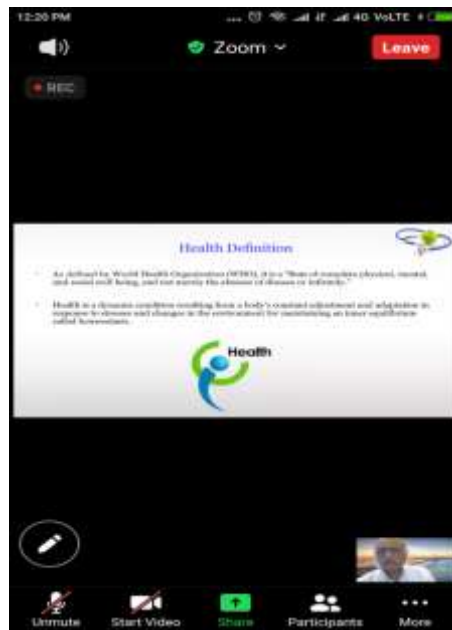 12:20 PM 4G VoLTE
Zoom
Leave
REC
Health Definition
As defined by World Health Organization (WHO), it is a "State of complete physical, mental,
and social well being, and not merely the absence of disease or infirmity."
Health is a dynamic condition resulting from a body's constant adjustment and adaptation in
response to stresses and changes in the environment for maintaining an inner equilibrium
called homeostasis.
Health
Unmute Start Video Share Participants More